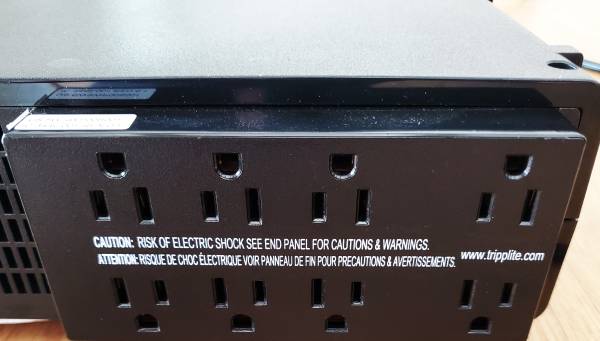 CAUTION: RISK OF ELECTRIC SHOCK SEE END PANEL FOR CAUTIONS & WARNINGS.
www.tripplite.com
ATTENTION: RISQUE DE CHOC ÉLECTRIQUE VOIR PANNEAU DE FIN POUR PRECAUTIONS & AVERTISSEMENTS.